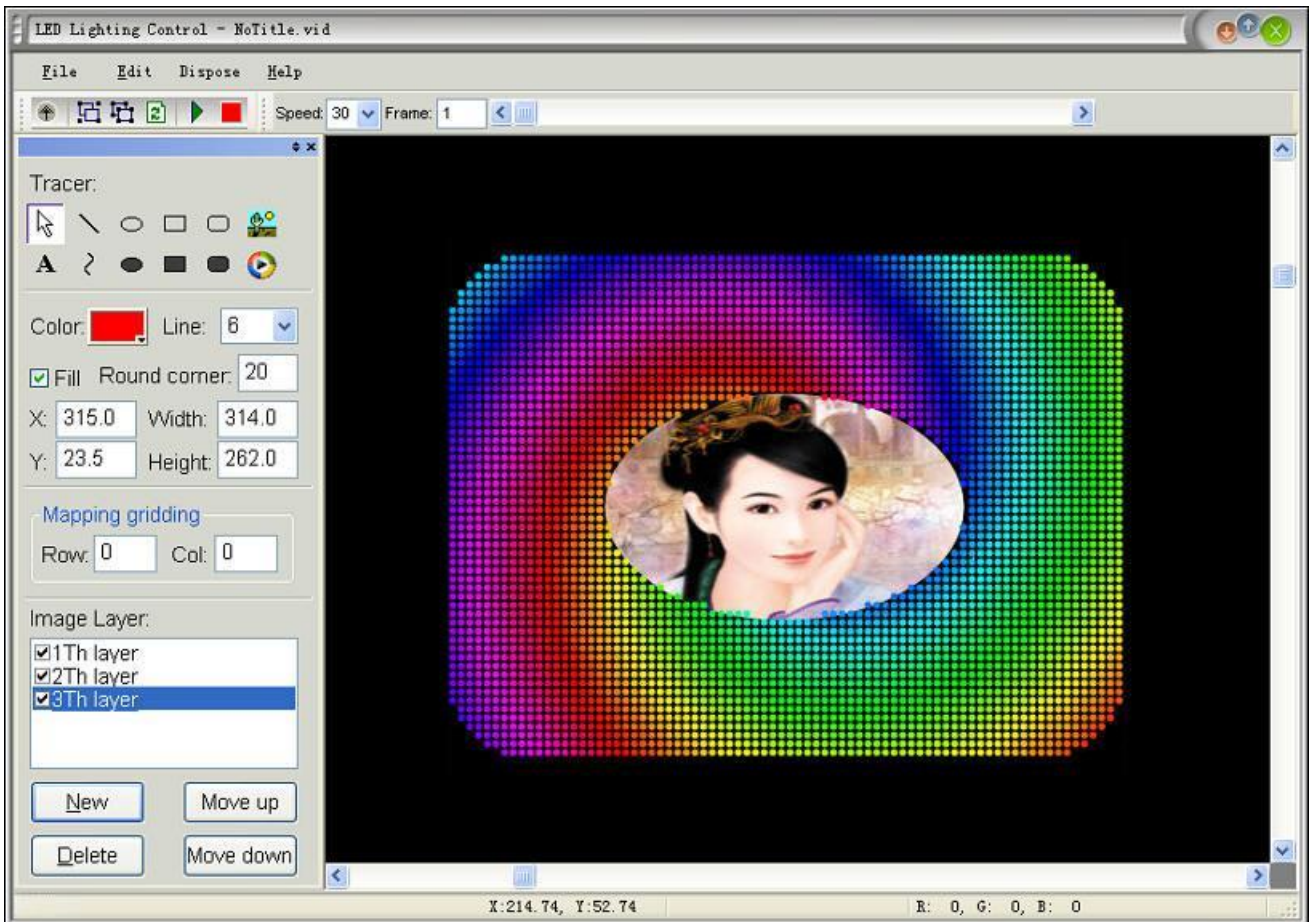 LED Lighting Control - NoTitle.vid
File Edit Dispose Help
Speed: 30 Frame: 1
Tracer:
A
Color: Line: 6
Fill Round corner: 20
X: 315.0 Width: 314.0
Y: 23.5 Height: 262.0
Mapping gridding
Row: 0 Col: 0
Image Layer:
1Th layer
2Th layer
3Th layer
New Move up
Delete Move down
X:214.74, Y:52.74 R: 0, G: 0, B: 0